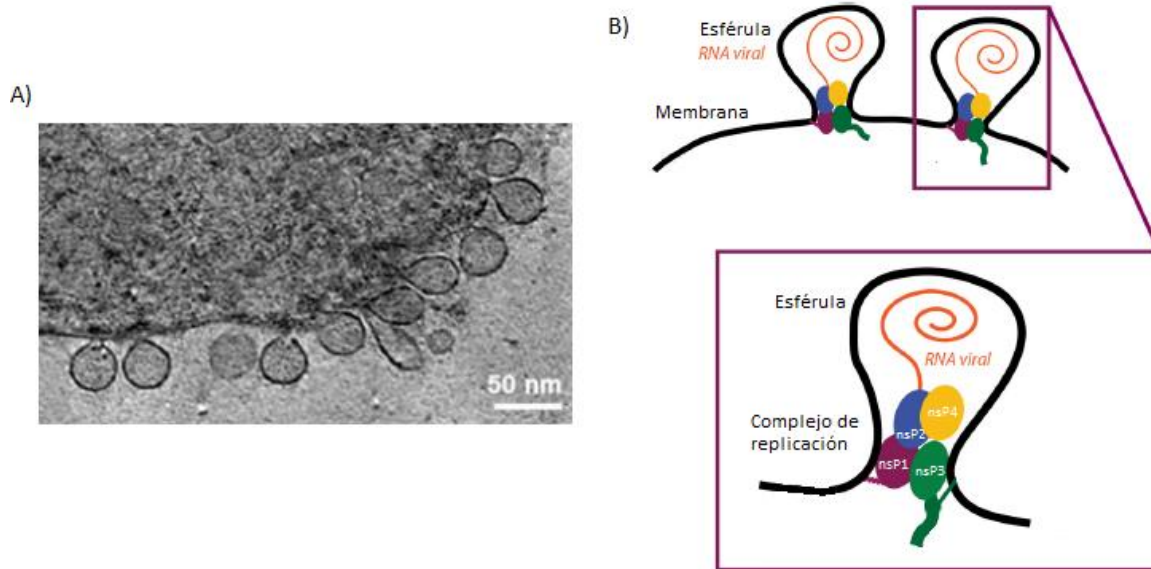 A)
50 nm
B)
Esférula
RNA viral
Membrana
Esférula
RNA viral
Complejo de
replicación
nsP4
nsP2
nsP1
nsP3